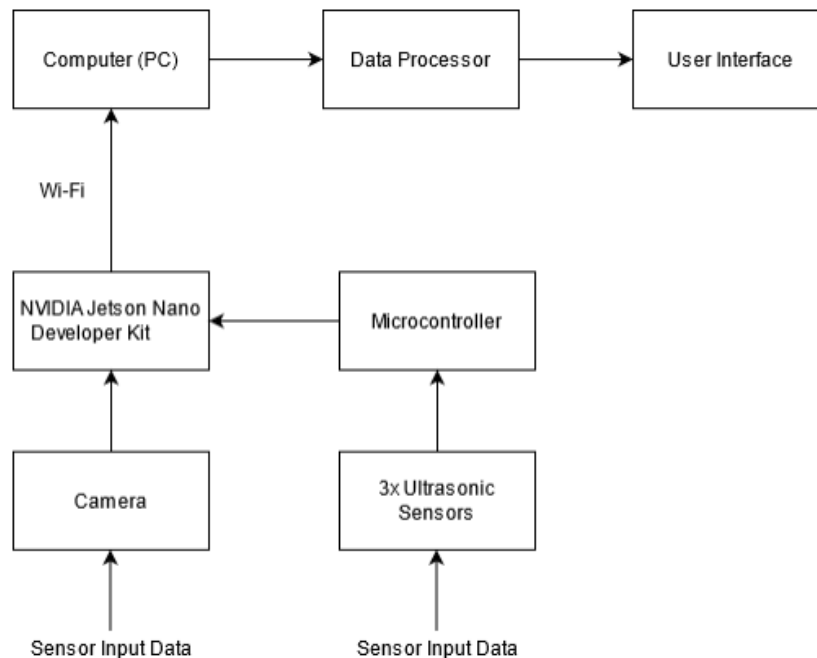 Computer (PC)
Data Processor
User Interface
Wi-Fi
NVIDIA Jetson Nano
Developer Kit
Microcontroller
Camera
3x Ultrasonic
Sensors
Sensor Input Data
Sensor Input Data